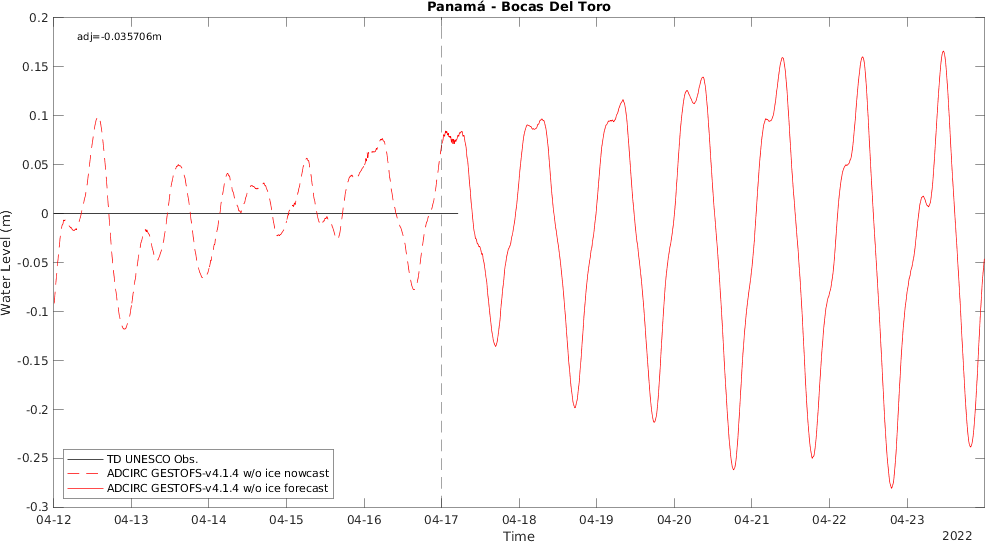 Panamá - Bocas Del Toro
adj=-0.035706m
0.2
0.15
0.1
0.05
0
-0.05
-0.1
-0.15
-0.2
-0.25
-0.3
Water Level (m)
TD UNESCO Obs.
ADCIRC GESTOFS-v4.1.4 w/o ice nowcast
ADCIRC GESTOFS-v4.1.4 w/o ice forecast
04-12 04-13 04-14 04-15 04-16 04-17 04-18 04-19 04-20 04-21 04-22 04-23
Time
2022